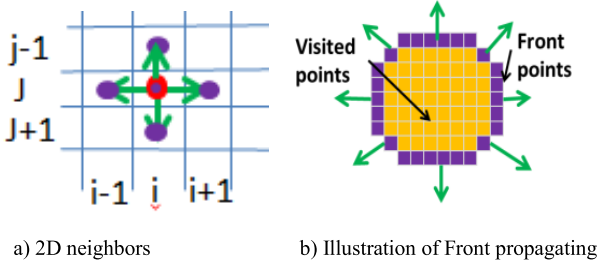 j-1
J
J+1
i-1 i i+1
Visited
points
Front
points
a) 2D neighbors
b) Illustration of Front propagating